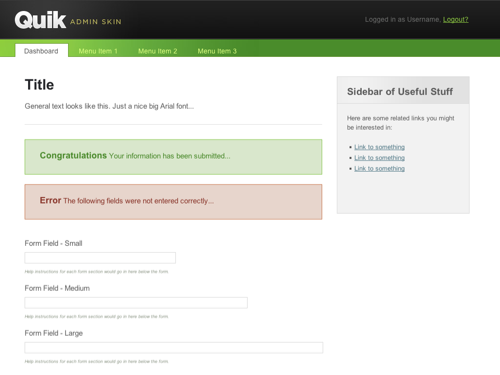 Quik ADMIN SKIN
Logged in as Username, Logout?
Dashboard Menu Item 1 Menu Item 2 Menu Item 3
Title
General text looks like this. Just a nice big Arial font...
Congratulations Your information has been submitted...
Error The following fields were not entered correctly...
Form Field - Small
Help instructions for each form section would go in here below the form.
Form Field - Medium
Help instructions for each form section would go in here below the form.
Form Field - Large
Help instructions for each form section would go in here below the form.
Sidebar of Useful Stuff
Here are some related links you might
be interested in:
• Link to something
• Link to something
• Link to something